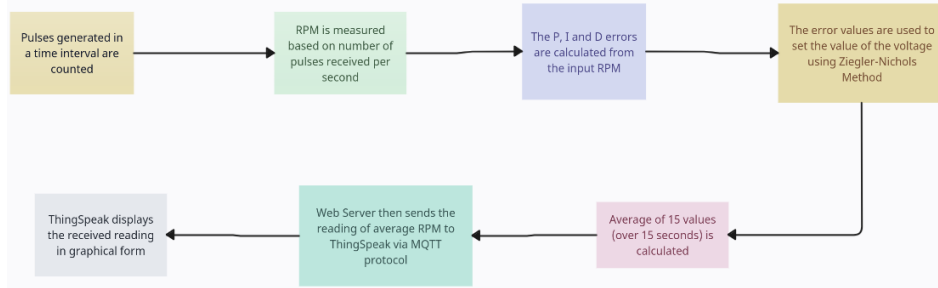 Pulses generated in
a time interval are
counted
RPM is measured
based on number of
pulses received per
second
The P, I and D errors
are calculated from
the input RPM
The error values are used to
set the value of the voltage
using Ziegler-Nichols
Method
Average of 15 values
(over 15 seconds) is
calculated
Web Server then sends the
reading of average RPM to
ThingSpeak via MQTT
protocol
ThingSpeak displays
the received reading
in graphical form